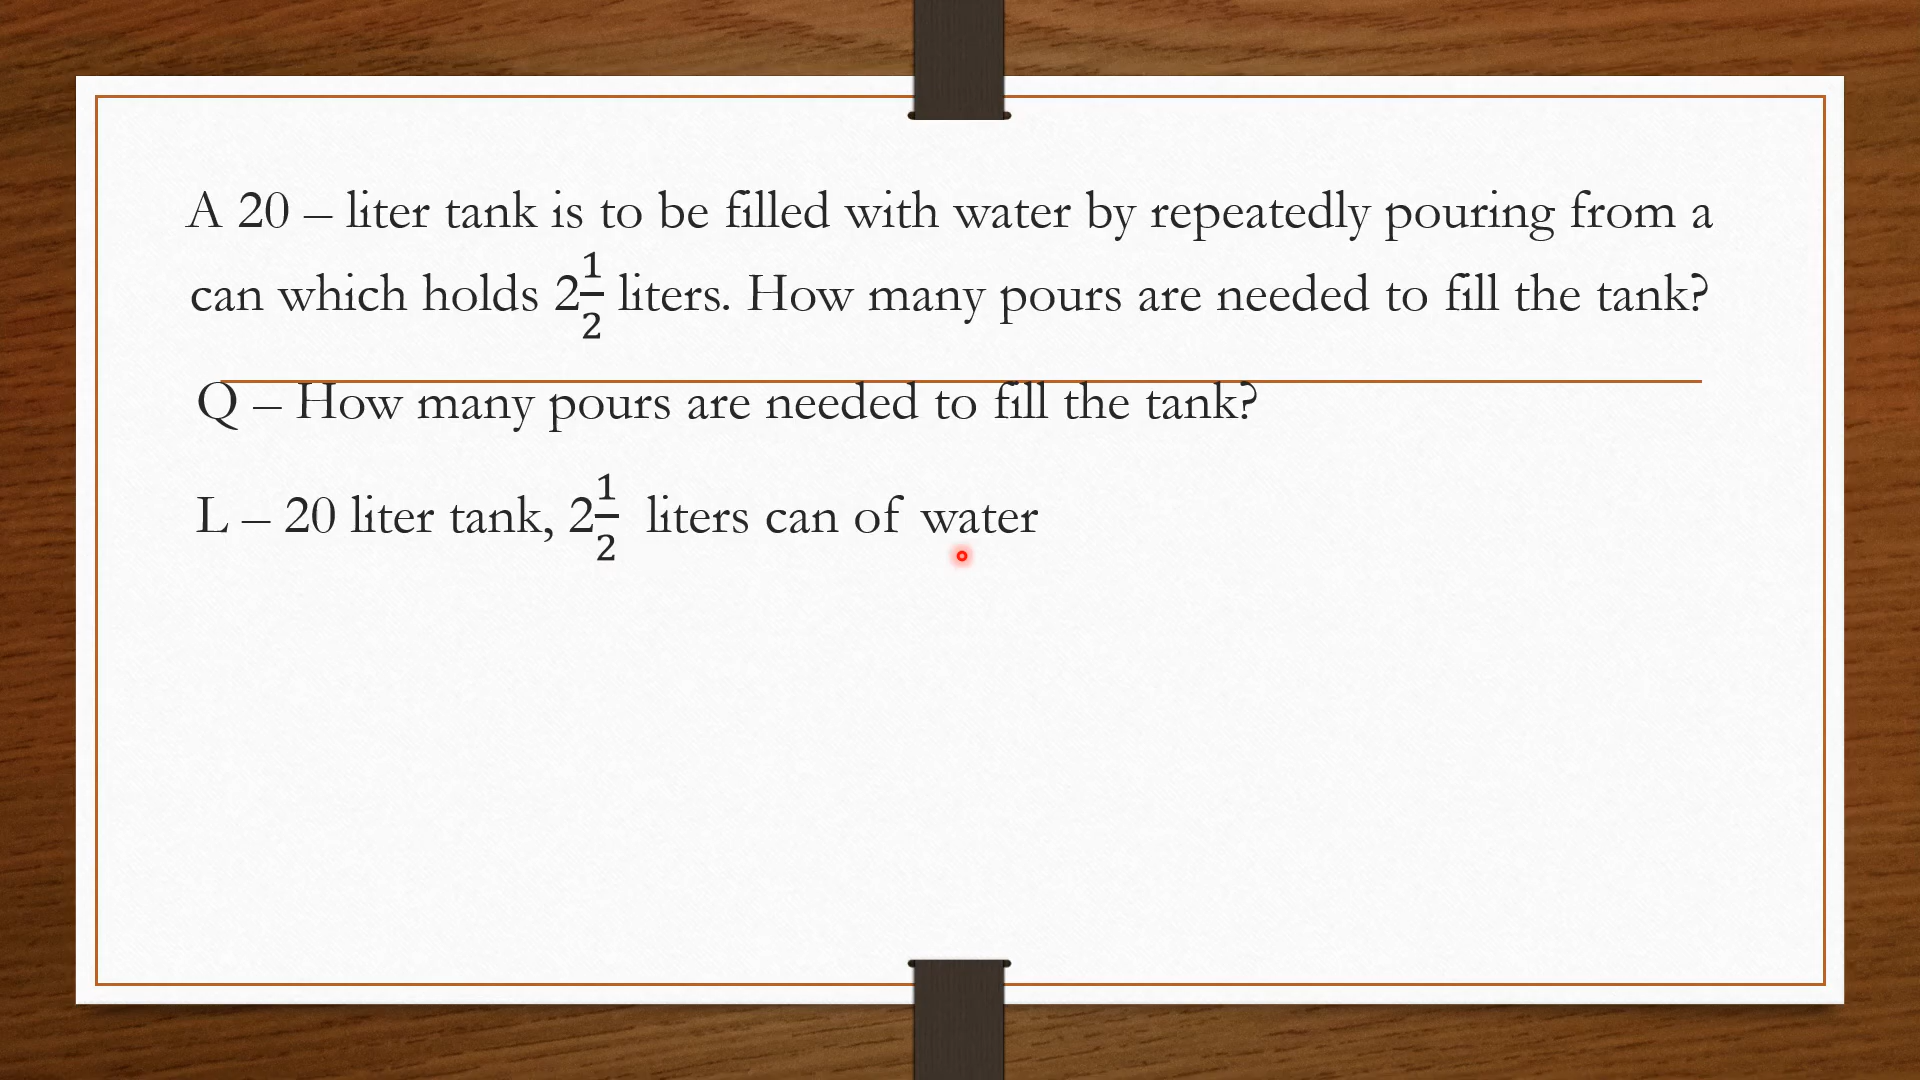 A 20 – liter tank is to be filled with water by repeatedly pouring from a
can which holds 2 1/2 liters. How many pours are needed to fill the tank?
Q – How many pours are needed to fill the tank?
L – 20 liter tank, 2 1/2 liters can of water